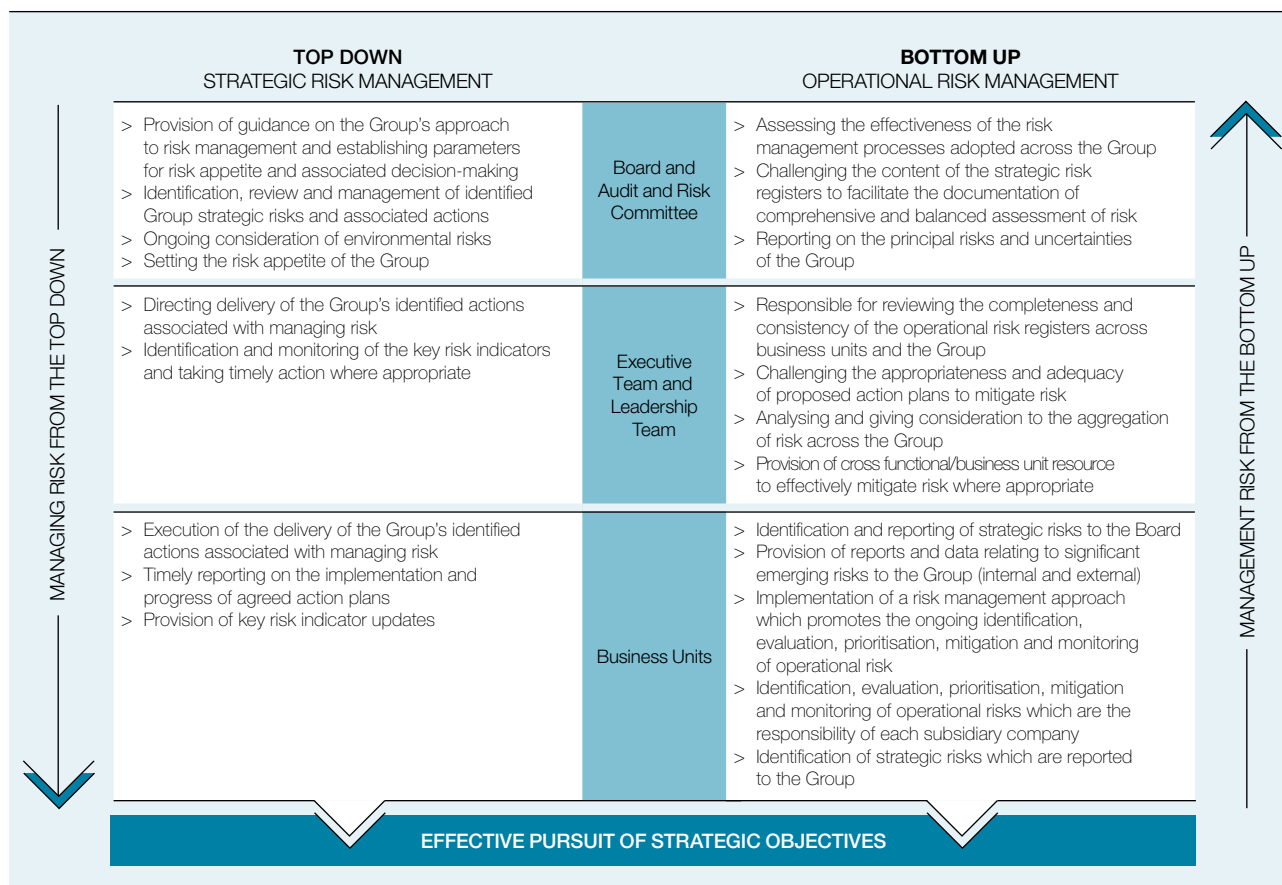 TOP DOWN
STRATEGIC RISK MANAGEMENT
BOTTOM UP
OPERATIONAL RISK MANAGEMENT
MANAGING RISK FROM THE TOP DOWN
> Provision of guidance on the Group's approach
to risk management and establishing parameters
for risk appetite and associated decision-making
> Identification, review and management of identified
Group strategic risks and associated actions
> Ongoing consideration of environmental risks
> Setting the risk appetite of the Group
Board and
Audit and Risk
Committee
> Assessing the effectiveness of the risk
management processes adopted across the Group
> Challenging the content of the strategic risk
registers to facilitate the documentation of
comprehensive and balanced assessment of risk
> Reporting on the principal risks and uncertainties
of the Group
> Directing delivery of the Group's identified actions
associated with managing risk
> Identification and monitoring of the key risk indicators
and taking timely action where appropriate
Executive
Team and
Leadership
Team
> Responsible for reviewing the completeness and
consistency of the operational risk registers across
business units and the Group
> Challenging the appropriateness and adequacy
of proposed action plans to mitigate risk
> Analysing and giving consideration to the aggregation
of risk across the Group
> Provision of cross functional/business unit resource
to effectively mitigate risk where appropriate
> Execution of the delivery of the Group's identified
actions associated with managing risk
> Timely reporting on the implementation and
progress of agreed action plans
> Provision of key risk indicator updates
Business Units
> Identification and reporting of strategic risks to the Board
> Provision of reports and data relating to significant
emerging risks to the Group (internal and external)
> Implementation of a risk management approach
which promotes the ongoing identification,
evaluation, prioritisation, mitigation and monitoring
of operational risk
> Identification, evaluation, prioritisation, mitigation
and monitoring of operational risks which are the
responsibility of each subsidiary company
> Identification of strategic risks which are reported
to the Group
MANAGEMENT RISK FROM THE BOTTOM UP
EFFECTIVE PURSUIT OF STRATEGIC OBJECTIVES